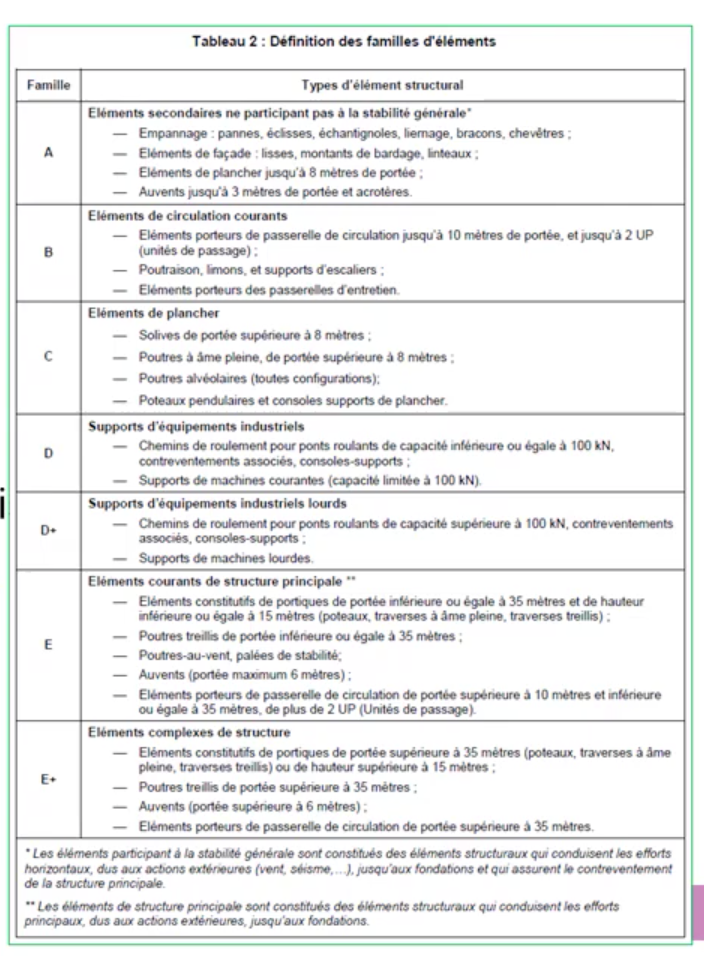 Tableau 2 : Définition des familles d'éléments
Famille
Types d'élément structural
A
Eléments secondaires ne participant pas à la stabilité générale*
— Empannage : pannes, éclisses, échantignoles, liernage, bracons, chevêtres ;
— Eléments de façade : lisses, montants de bardage, linteaux ;
— Eléments de plancher jusqu'à 8 mètres de portée ;
— Auvents jusqu'à 3 mètres de portée et acrotères.
B
Eléments de circulation courants
— Eléments porteurs de passerelle de circulation jusqu'à 10 mètres de portée, et jusqu'à 2 UP
(unités de passage) ;
— Poutraison, limons, et supports d'escaliers ;
— Eléments porteurs des passerelles d'entretien.
C
Eléments de plancher
— Solives de portée supérieure à 8 mètres ;
— Poutres à âme pleine, de portée supérieure à 8 mètres ;
— Poutres alvéolaires (toutes configurations);
— Poteaux pendulaires et consoles supports de plancher.
D
Supports d'équipements industriels
— Chemins de roulement pour ponts roulants de capacité inférieure ou égale à 100 kN,
contreventements associés, consoles-supports ;
— Supports de machines courantes (capacité limitée à 100 kN).
i
D+
Supports d'équipements industriels lourds
— Chemins de roulement pour ponts roulants de capacité supérieure à 100 kN, contreventements
associés, consoles-supports ;
— Supports de machines lourdes.
E
Eléments courants de structure principale **
— Eléments constitutifs de portiques de portée inférieure ou égale à 35 mètres et de hauteur
inférieure ou égale à 15 mètres (poteaux, traverses à âme pleine, traverses treillis) ;
— Poutres treillis de portée inférieure ou égale à 35 mètres ;
— Poutres-au-vent, palées de stabilité;
— Auvents (portée maximum 6 mètres) ;
— Eléments porteurs de passerelle de circulation de portée supérieure à 10 mètres et inférieure
ou égale à 35 mètres, de plus de 2 UP (Unités de passage).
E+
Eléments complexes de structure
— Eléments constitutifs de portiques de portée supérieure à 35 mètres (poteaux, traverses à âme
pleine, traverses treillis) ou de hauteur supérieure à 15 mètres ;
— Poutres treillis de portée supérieure à 35 mètres ;
— Auvents (portée supérieure à 6 mètres) ;
— Eléments porteurs de passerelle de circulation de portée supérieure à 35 mètres.
* Les éléments participant à la stabilité générale sont constitués des éléments structuraux qui conduisent les efforts
horizontaux, dus aux actions extérieures (vent, séisme,…), jusqu'aux fondations et qui assurent le contreventement
de la structure principale.
** Les éléments de structure principale sont constitués des éléments structuraux qui conduisent les efforts
principaux, dus aux actions extérieures, jusqu'aux fondations.